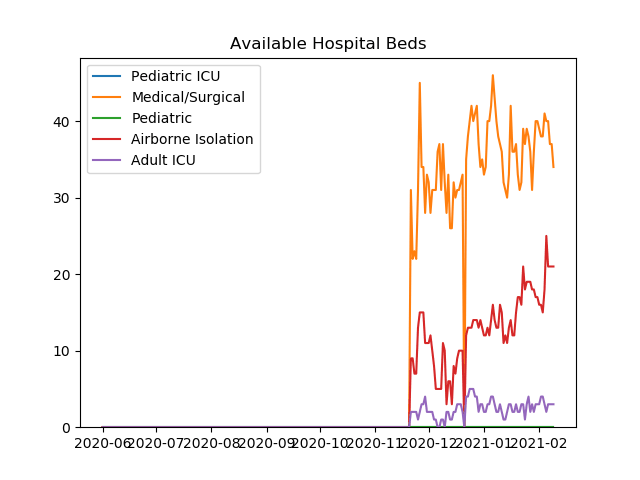 Available Hospital Beds
Pediatric ICU
Medical/Surgical
Pediatric
Airborne Isolation
Adult ICU
40
30
20
10
0
2020-06 2020-07 2020-08 2020-09 2020-10 2020-11 2020-12 2021-01 2021-02